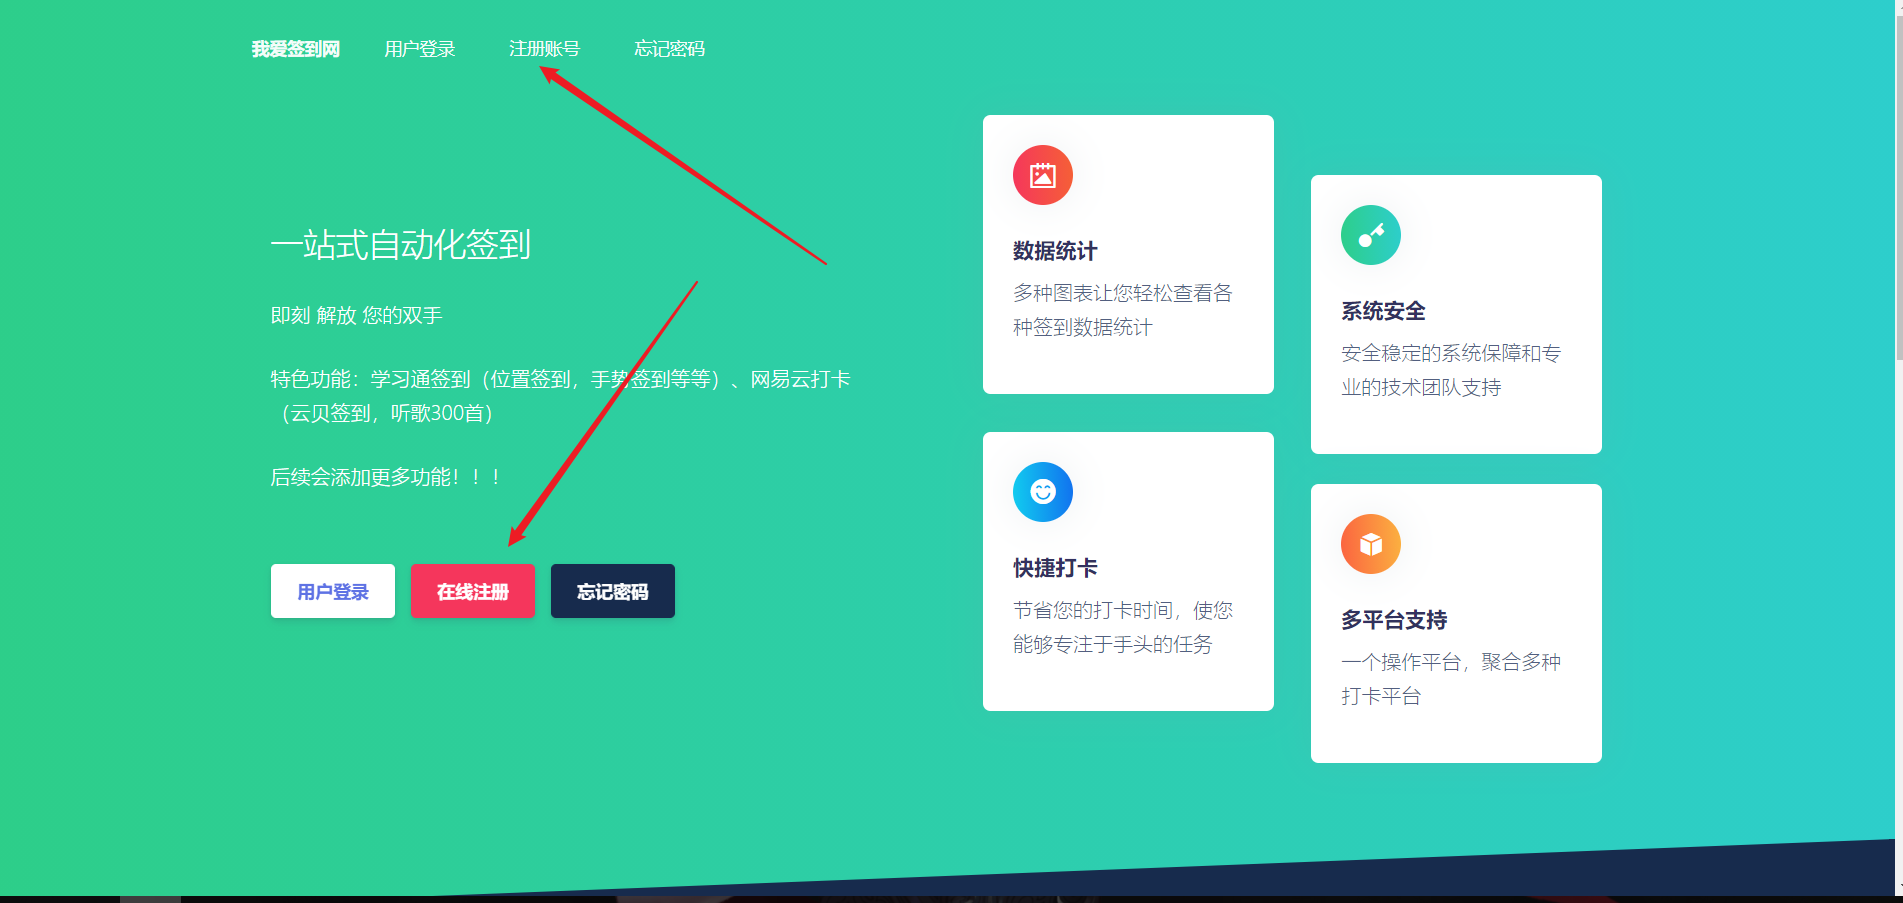 我爱签到网 用户登录 注册账号 忘记密码
一站式自动化签到
即刻 解放 您的双手
特色功能：学习通签到（位置签到，手势签到等等）、网易云打卡
（云贝签到，听歌300首）
后续会添加更多功能！！！
用户登录 在线注册 忘记密码
数据统计
多种图表让您轻松查看各
种签到数据统计
系统安全
安全稳定的系统保障和专
业的技术团队支持
快捷打卡
节省您的打卡时间，使您
能够专注于手头的任务
多平台支持
一个操作平台，聚合多种
打卡平台